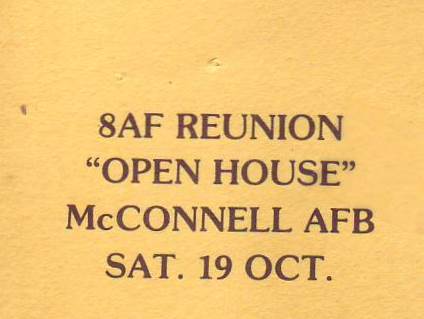 8AF REUNION
“OPEN HOUSE”
McCONNELL AFB
SAT. 19 OCT.